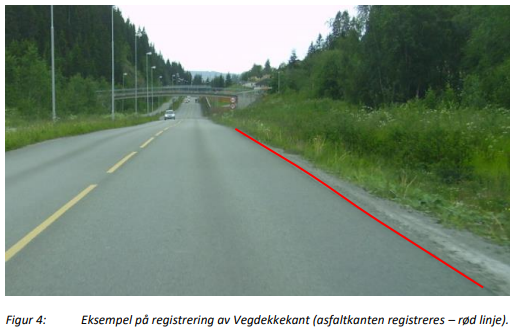 Figur 4: Eksempel på registrering av Vegdekkekant (asfaltkanten registreres – rød linje).